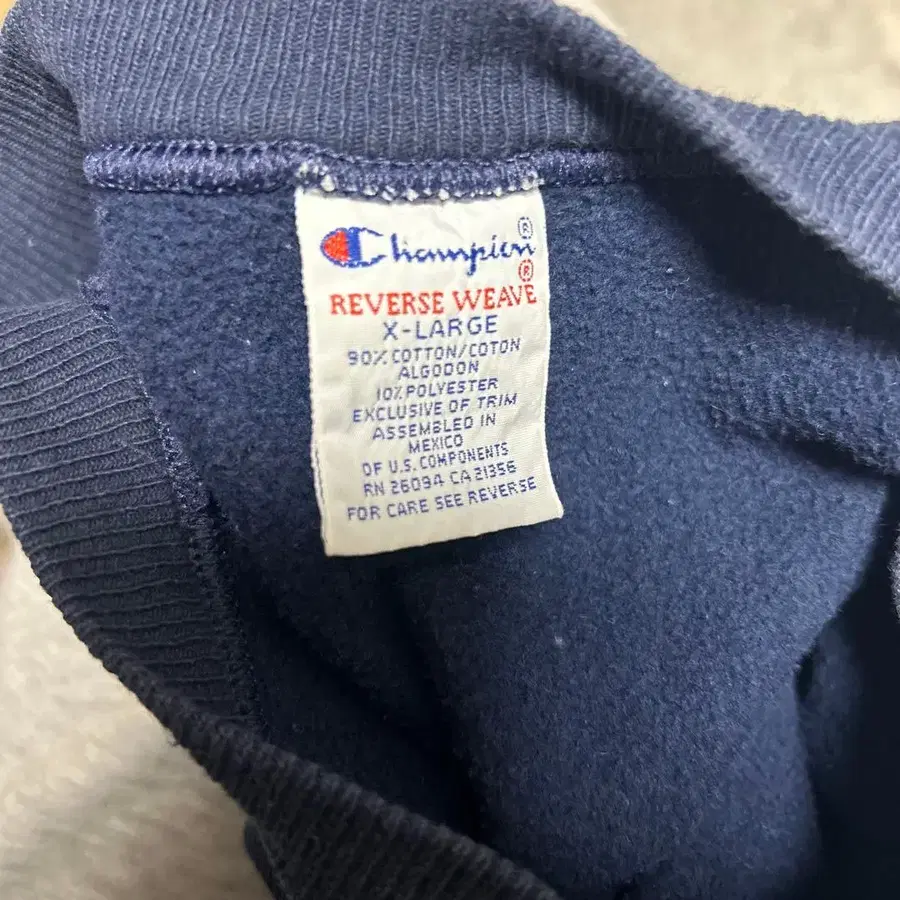 Champion®
REVERSE WEAVE®
X-LARGE
90% COTTON/COTON
ALGODON
10% POLYESTER
EXCLUSIVE OF TRIM
ASSEMBLED IN
MEXICO
OF U.S. COMPONENTS
RN 26094 CA 21356
FOR CARE SEE REVERSE